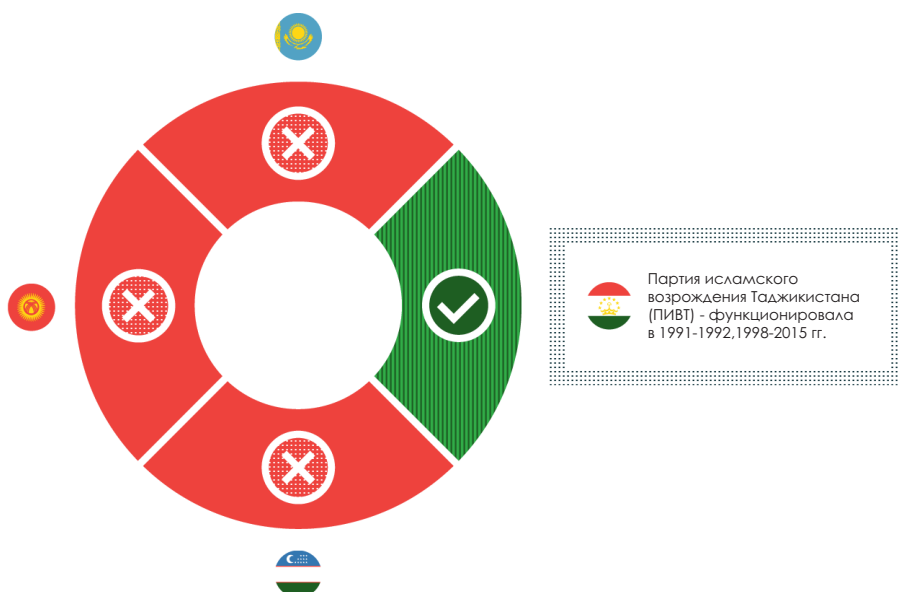 Партия исламского
возрождения Таджикистана
(ПИВТ) - функционировала
в 1991-1992,1998-2015 гг.